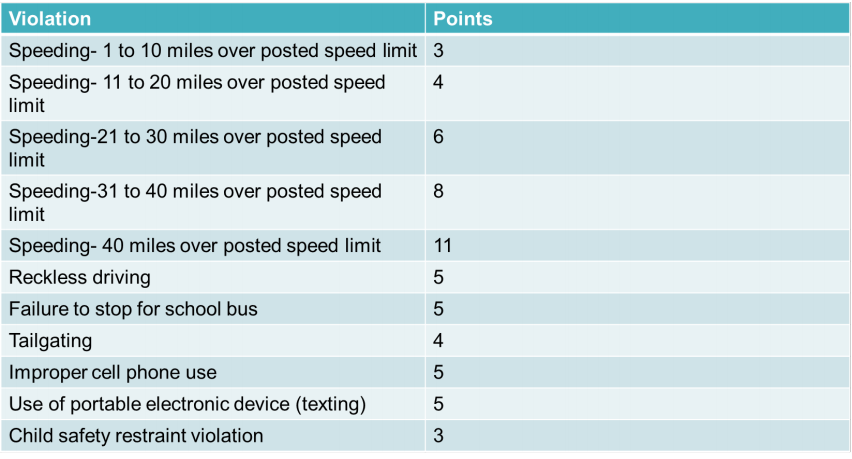 Violation Points
Speeding- 1 to 10 miles over posted speed limit 3
Speeding- 11 to 20 miles over posted speed 4
limit
Speeding-21 to 30 miles over posted speed 6
limit
Speeding-31 to 40 miles over posted speed 8
limit
Speeding- 40 miles over posted speed limit 11
Reckless driving 5
Failure to stop for school bus 5
Tailgating 4
Improper cell phone use 5
Use of portable electronic device (texting) 5
Child safety restraint violation 3